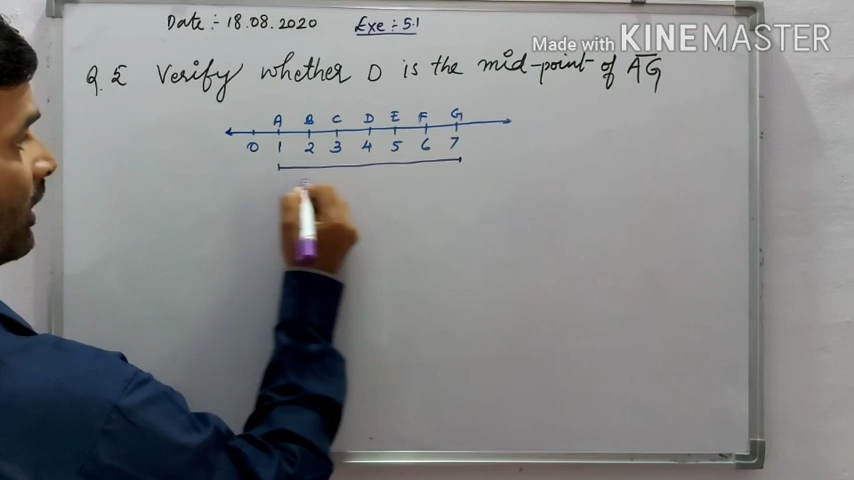 Date :- 18.08.2020 Exe :- 5.1
Made with KINEMASTER
Q. 5 Verify whether D is the mid-point of AG
A B C D E F G
0 1 2 3 4 5 6 7